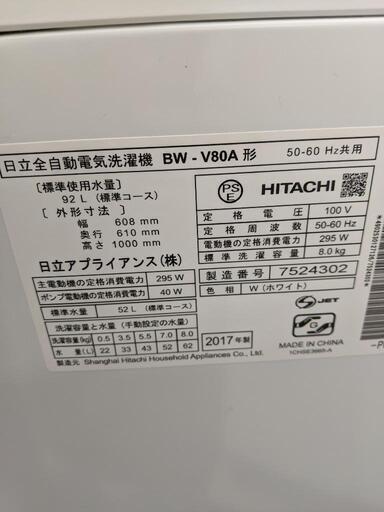 日立全自動電気洗濯機 BW-V80A 形 50-60 Hz共用
[標準使用水量]
92 L (標準コース)
[外形寸法]
幅 608 mm
奥行 610 mm
高さ 1000 mm
日立アプライアンス(株)
PS
E
HITACHI
定格電圧 100 V
定格周波数 50-60 Hz
電動機の定格消費電力 295 W
標準洗濯容量 8.0 kg
主電動機の定格消費電力 295 W
ポンプ電動機の定格消費電力 40 W
標準水量 52 L (標準コース)
製造番号 7524302
色相 W (ホワイト)
洗濯容量と水量 (手動設定の水量)
洗濯容量(kg) 0.5 3.5 5.5 7.0 8.0
水量(L) 22 33 43 52 62
2017年製
S JET
G
MADE IN CHINA
製造元 Shanghai Hitachi Household Appliances Co., Ltd.